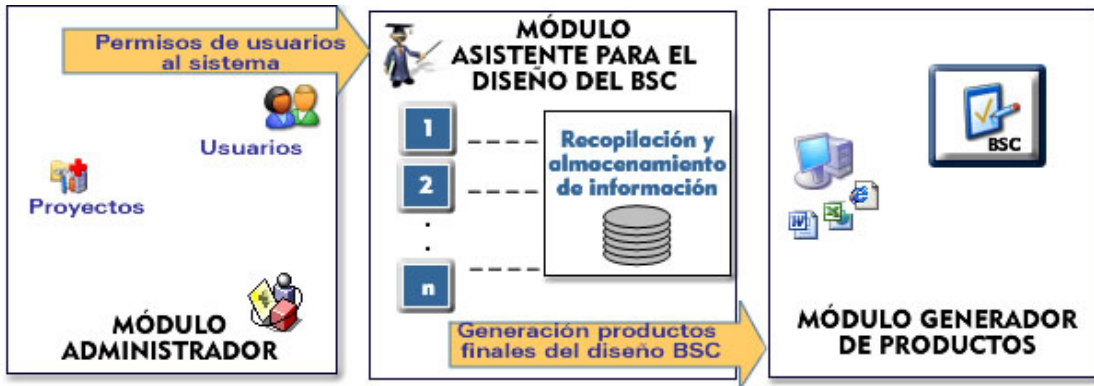 Permisos de usuarios
al sistema
Usuarios
Proyectos
MÓDULO
ADMINISTRADOR
MÓDULO
ASISTENTE PARA EL
DISEÑO DEL BSC
1
2
.
.
n
Recopilación y
almacenamiento
de información
Generación productos
finales del diseño BSC
BSC
MÓDULO GENERADOR
DE PRODUCTOS